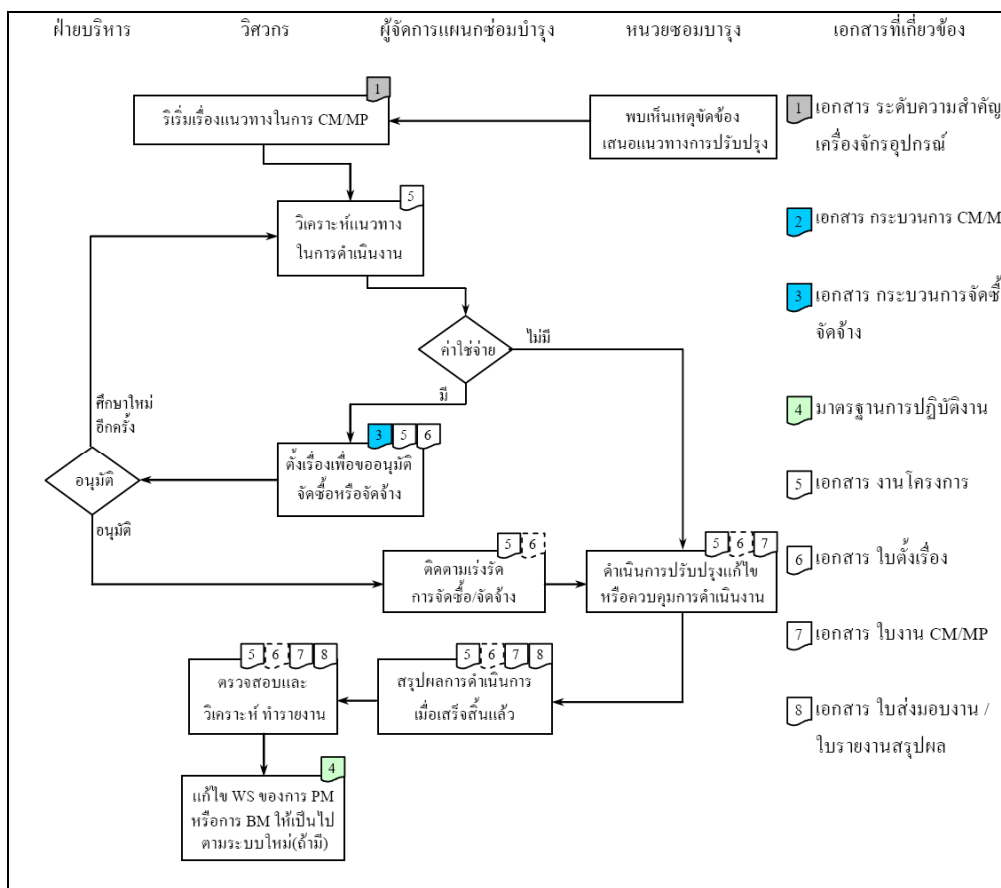 ฝ่ายบริหาร
วิศวกร
ผู้จัดการแผนกซ่อมบำรุง
หนวยซอมบำรุง
เอกสารที่เกี่ยวข้อง
1
ริเริ่มเรื่องแนวทางในการ CM/MP
พบเห็นเหตุขัดข้อง
เสนอแนวทางการปรับปรุง
1
เอกสาร ระดับความสำคัญ
เครื่องจักรอุปกรณ์
5
วิเคราะห์แนวทาง
ในการดำเนินงาน
2
เอกสาร กระบวนการ CM/M
3
เอกสาร กระบวนการจัดซื้
จัดจ้าง
ค่าใช่จ่าย
ไม่มี
มี
ศึกษาใหม่
อีกครั้ง
4
มาตรฐานการปฏิบัติงาน
3
5
6
ตั้งเรื่องเพื่อขออนุมัติ
จัดซื้อหรือจัดจ้าง
อนุมัติ
อนุมัติ
5
เอกสาร งานโครงการ
5
6
ติดตามเร่งรัด
การจัดซื้อ/จัดจ้าง
5
6
7
ดำเนินการปรับปรุงแก้ไข
หรือควบคุมการดำเนินงาน
6
เอกสาร ใบตั้งเรื่อง
7
เอกสาร ใบงาน CM/MP
5
6
7
8
ตรวจสอบและ
วิเคราะห์ ทำรายงาน
5
6
7
8
สรุปผลการดำเนินการ
เมื่อเสร็จสิ้นแล้ว
8
เอกสาร ใบส่งมอบงาน /
ใบรายงานสรุปผล
4
แก้ไข WS ของการ PM
หรือการ BM ให้เป็นไป
ตามระบบใหม่(ถ้ามี)